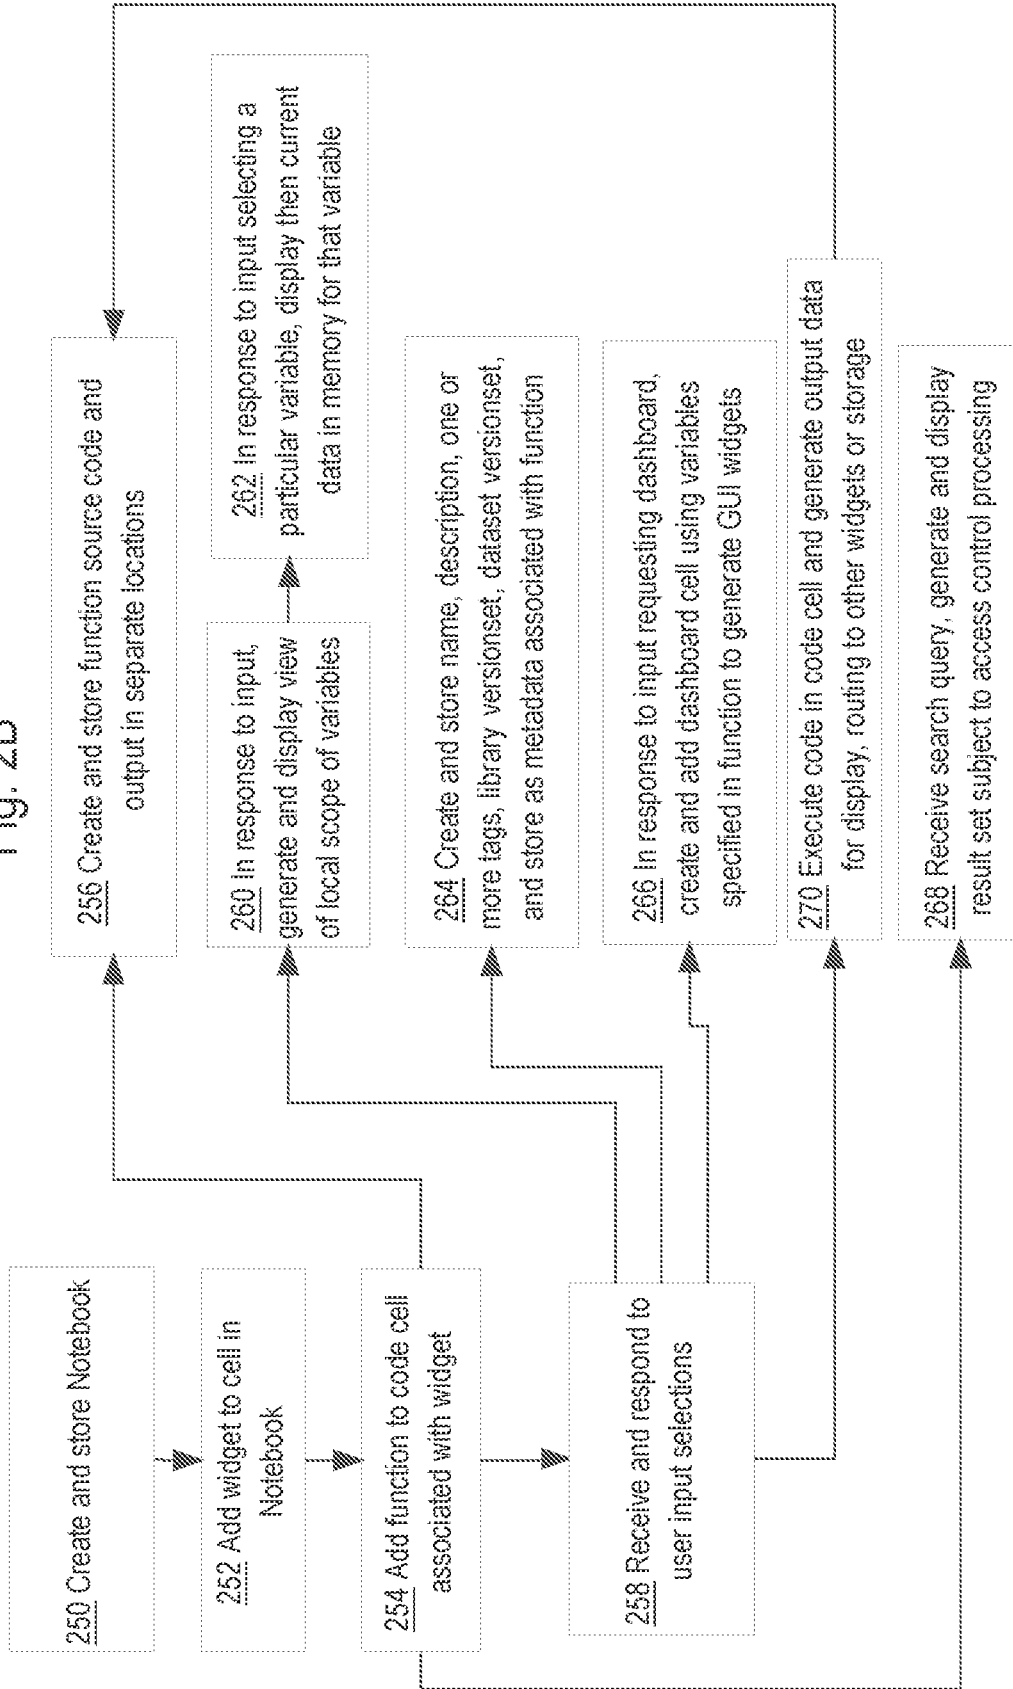 Fig. 2B
250 Create and store Notebook
252 Add widget to cell in
Notebook
254 Add function to code cell
associated with widget
258 Receive and respond to
user input selections
256 Create and store function source code and
output in separate locations
260 In response to input,
generate and display view
of local scope of variables
262 In response to input selecting a
particular variable, display then current
data in memory for that variable
264 Create and store name, description, one or
more tags, library versionset, dataset versionset,
and store as metadata associated with function
266 In response to input requesting dashboard,
create and add dashboard cell using variables
specified in function to generate GUI widgets
270 Execute code in code cell and generate output data
for display, routing to other widgets or storage
268 Receive search query, generate and display
result set subject to access control processing